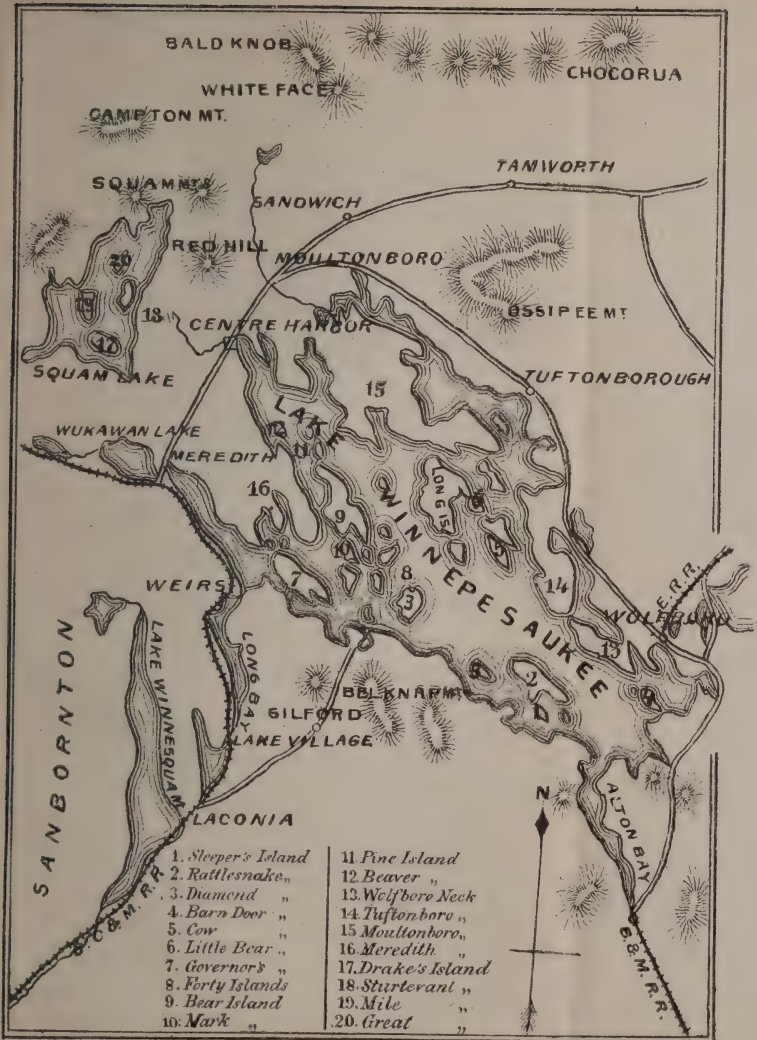 BALD KNOB
CHOCORUA
WHITE FACE
CAMPTON MT.
TAMWORTH
SQUAM MTS
SANDWICH
RED HILL
MOULTONBORO
20
OSSIPEE MT.
19
18
CENTRE HARBOR
17
SQUAM LAKE
TUFTONBOROUGH
15
LAKE
WINNEPESAUKEE
WUKAWAN LAKE
12
11
MEREDITH
LONG IS.
16
9
6
5
10
7
8
3
14
E. R. R.
WEIRS
WOLFBORO
13
LONG BAY
LAKE WINNESQUAM
SANBORNTON
2
4
BELKNAP MTS
GILFORD
LAKE VILLAGE
N
ALTON BAY
LACONIA
B. C. & M. R. R.
B. & M. R. R.
1. Sleeper's Island
2. Rattlesnake „
3. Diamond „
4. Barn Door „
5. Cow „
6. Little Bear „
7. Governor's „
8. Forty Islands
9. Bear Island
10. Mark „
11 Pine Island
12 Beaver „
13. Wolfboro Neck
14 Tuftonboro „
15 Moultonboro „
16. Meredith „
17. Drake's Island
18. Sturtevant „
19. Mile „
20. Great „